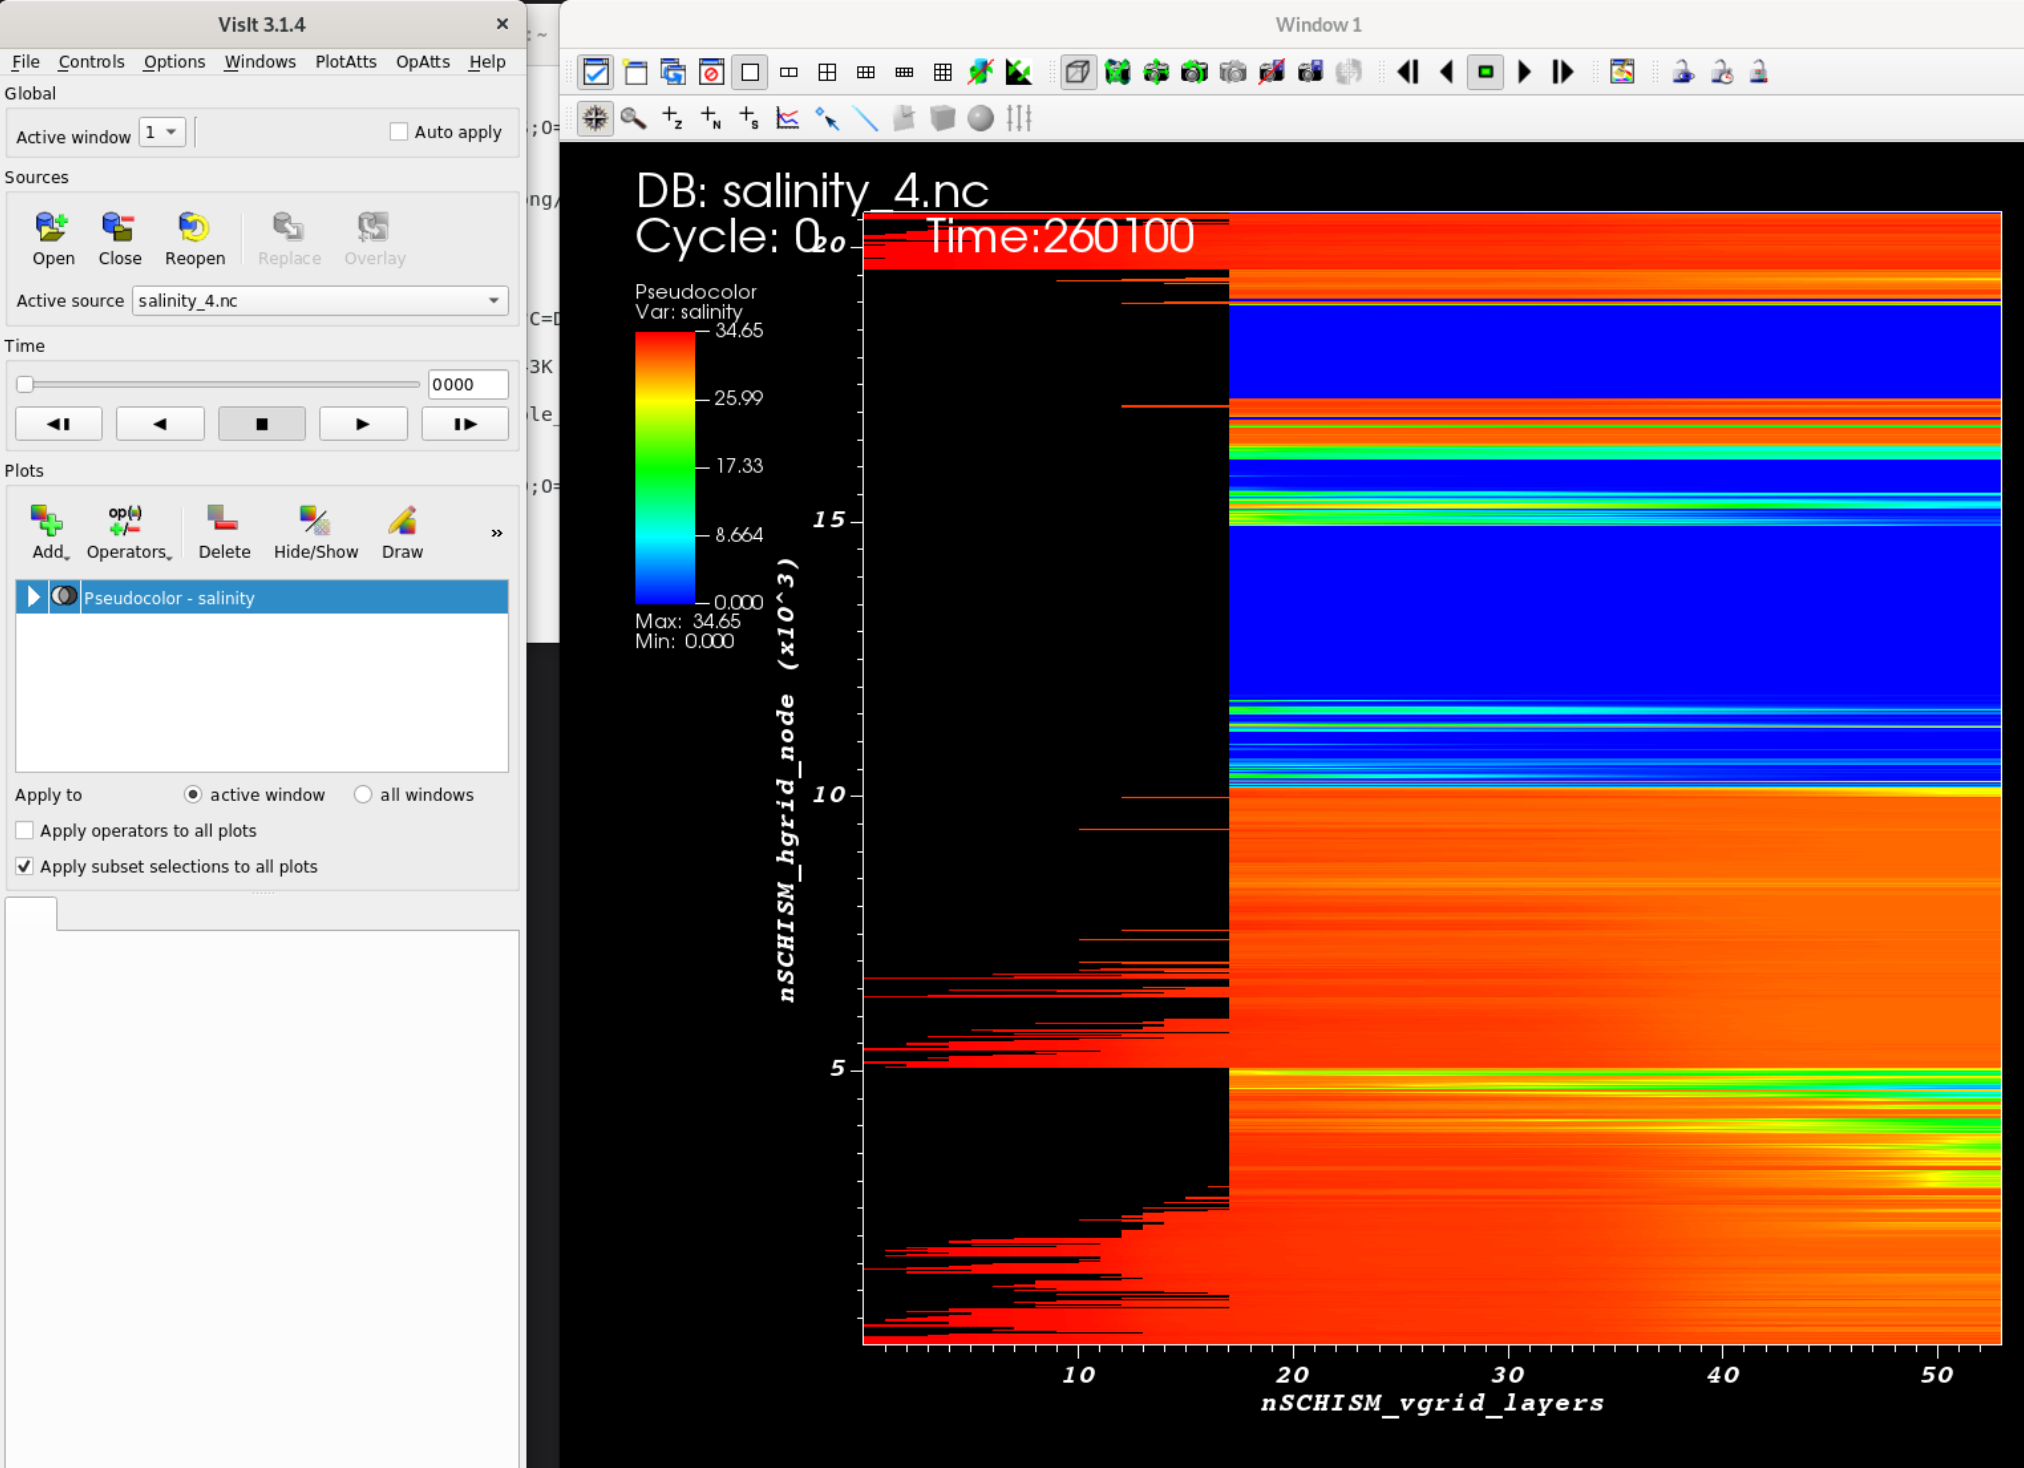 VisIt 3.1.4
File Controls Options Windows PlotAtts OpAtts Help
Global
Active window 1 Auto apply
Sources
Open Close Reopen Replace Overlay
Active source salinity_4.nc
Time
0000
Plots
Add Operators Delete Hide/Show Draw »
op(=)
Pseudocolor - salinity
Apply to active window all windows
Apply operators to all plots
Apply subset selections to all plots
: ~
;O=
ng/
C=D
3K
le_
;O=
Window 1
DB: salinity_4.nc
Cycle: 0 Time:260100
Pseudocolor
Var: salinity
34.65
25.99
17.33
8.664
0.000
Max: 34.65
Min: 0.000
nSCHISM_hgrid_node (x10^3)
20
15
10
5
10 20 30 40 50
nSCHISM_vgrid_layers